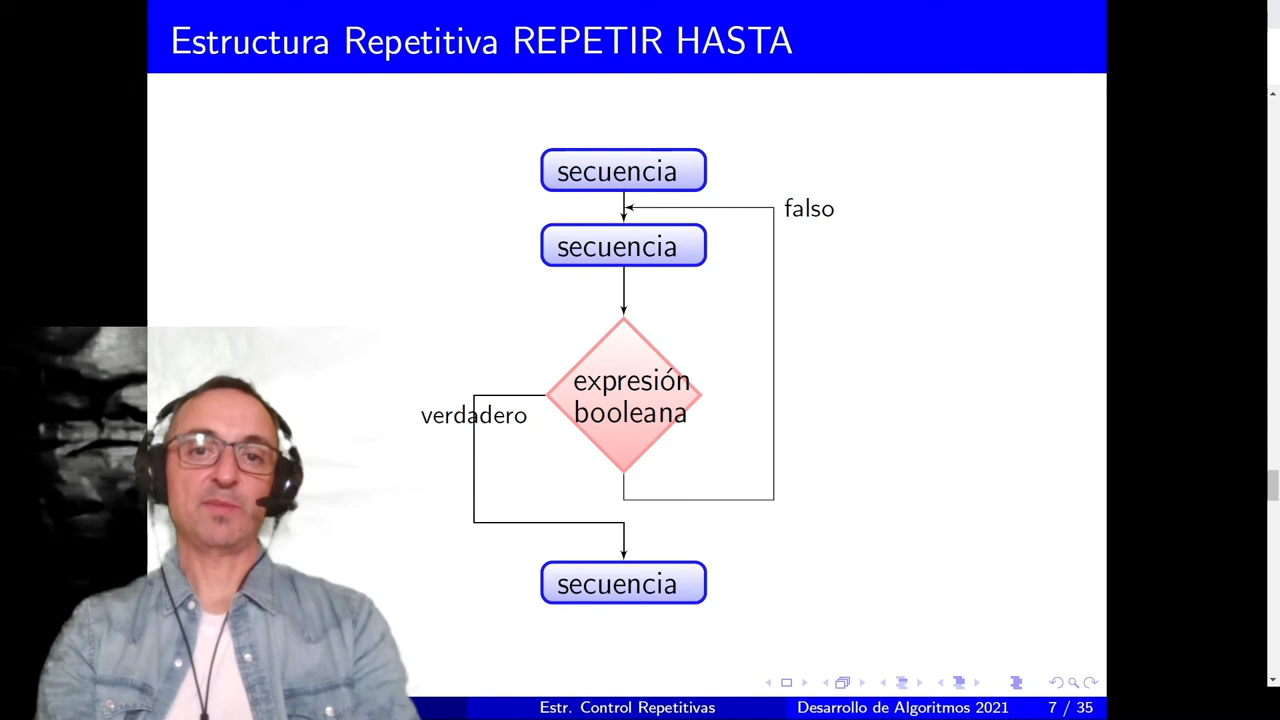 Estructura Repetitiva REPETIR HASTA
secuencia
falso
secuencia
expresión
booleana
verdadero
secuencia
Estr. Control Repetitivas
Desarrollo de Algoritmos 2021
7 / 35